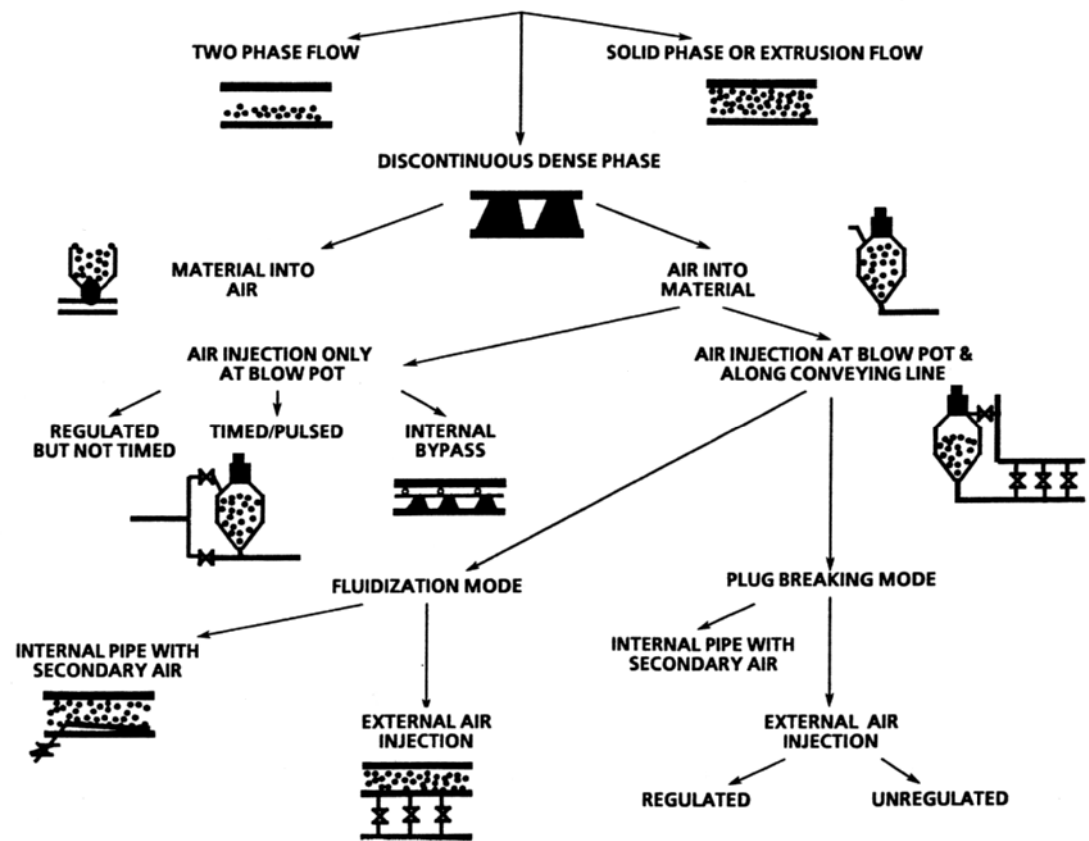 TWO PHASE FLOW
SOLID PHASE OR EXTRUSION FLOW
DISCONTINUOUS DENSE PHASE
MATERIAL INTO
AIR
AIR INTO
MATERIAL
AIR INJECTION ONLY
AT BLOW POT
AIR INJECTION AT BLOW POT &
ALONG CONVEYING LINE
REGULATED
BUT NOT TIMED
TIMED/PULSED
INTERNAL
BYPASS
FLUIDIZATION MODE
PLUG BREAKING MODE
INTERNAL PIPE WITH
SECONDARY AIR
INTERNAL PIPE WITH
SECONDARY AIR
EXTERNAL AIR
INJECTION
EXTERNAL AIR
INJECTION
REGULATED
UNREGULATED